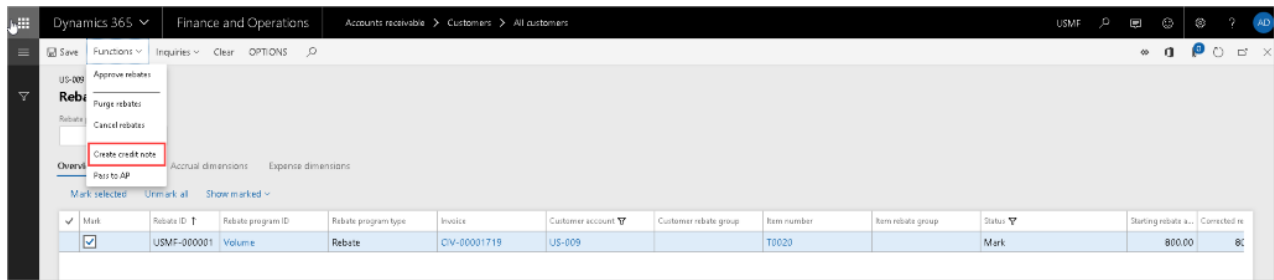 Dynamics 365 Finance and Operations Accounts receivable > Customers > All customers USMF ? AD
Save Functions Inquiries Clear OPTIONS 0
US-009
Approve rebates
Reba
Purge rebates
Rebate
Cancel rebates
Create credit note
Overvi Accrual dimensions Expense dimensions
Pass to AP
Mark selected Unmark all Show marked
Mark Rebate ID ↑ Rebate program ID Rebate program type Invoice Customer account Customer rebate group Item number Item rebate group Status Starting rebate a... Corrected re
USMF-000001 Volume Rebate CIV-00001719 US-009 T0020 Mark 800.00 80